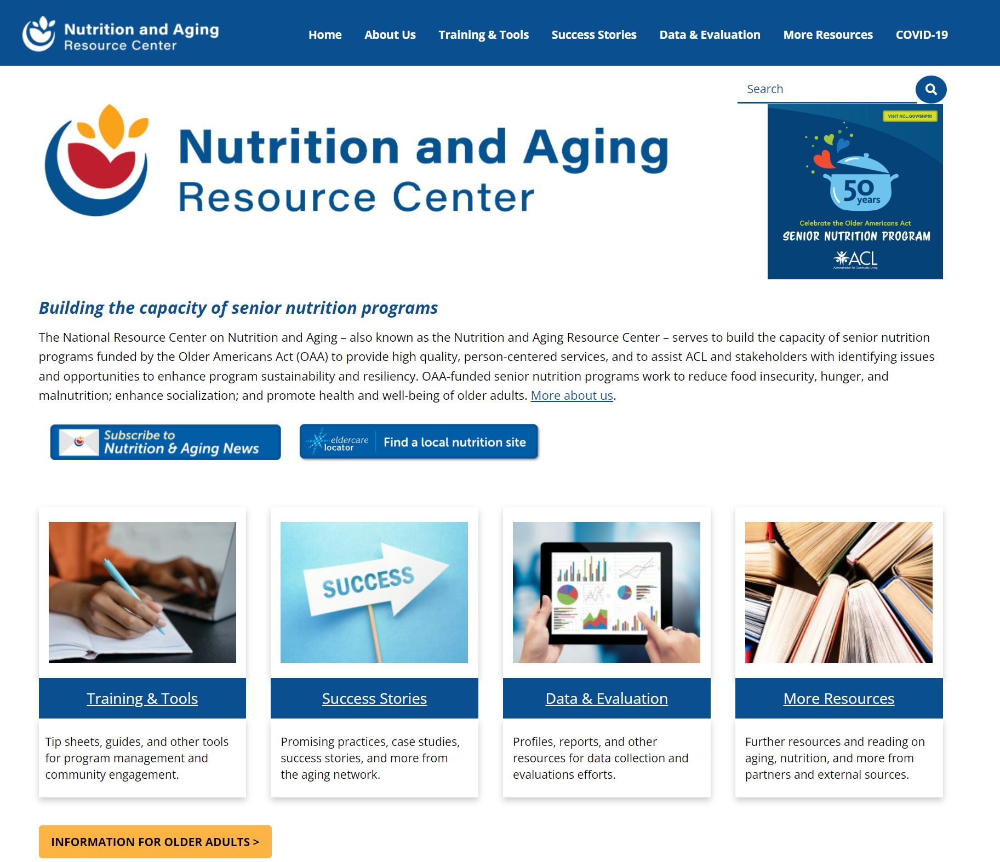 Nutrition and Aging
Resource Center
Home About Us Training & Tools Success Stories Data & Evaluation More Resources COVID-19
Search
Nutrition and Aging
Resource Center
VISIT ACL.GOV/SNP50
50
years
Celebrate the Older Americans Act
SENIOR NUTRITION PROGRAM
ACL
Administration for Community Living
Building the capacity of senior nutrition programs
The National Resource Center on Nutrition and Aging – also known as the Nutrition and Aging Resource Center – serves to build the capacity of senior nutrition
programs funded by the Older Americans Act (OAA) to provide high quality, person-centered services, and to assist ACL and stakeholders with identifying issues
and opportunities to enhance program sustainability and resiliency. OAA-funded senior nutrition programs work to reduce food insecurity, hunger, and
malnutrition; enhance socialization; and promote health and well-being of older adults. More about us.
Subscribe to
Nutrition & Aging News
eldercare
locator
Find a local nutrition site
SUCCESS
Training & Tools
Tip sheets, guides, and other tools
for program management and
community engagement.
Success Stories
Promising practices, case studies,
success stories, and more from
the aging network.
Data & Evaluation
Profiles, reports, and other
resources for data collection and
evaluations efforts.
More Resources
Further resources and reading on
aging, nutrition, and more from
partners and external sources.
INFORMATION FOR OLDER ADULTS >